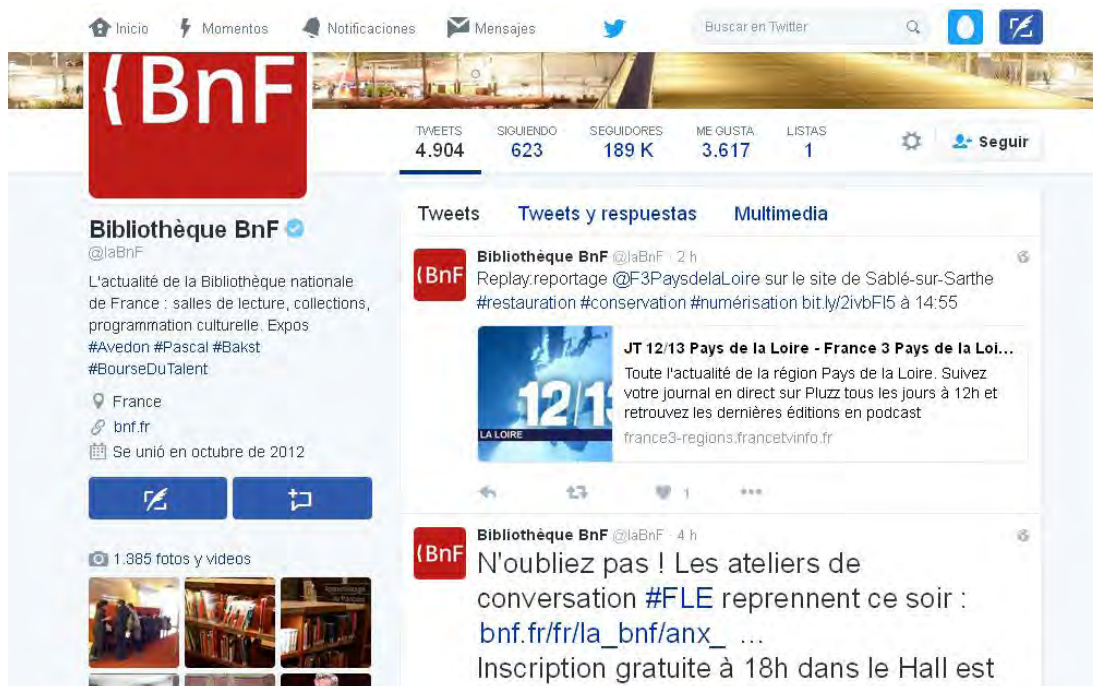 Inicio Momentos Notificaciones Mensajes Buscar en Twitter
(BnF
TWEETS SIGUIENDO SEGUIDORES ME GUSTA LISTAS
4.904 623 189 K 3.617 1 Seguir
Bibliothèque BnF
@laBnF
L'actualité de la Bibliothèque nationale
de France : salles de lecture, collections,
programmation culturelle. Expos
#Avedon #Pascal #Bakst
#BourseDuTalent
France
bnf.fr
Se unió en octubre de 2012
1.385 fotos y videos
Tweets Tweets y respuestas Multimedia
(BnF
Bibliothèque BnF @laBnF · 2 h
Replay:reportage @F3PaysdelaLoire sur le site de Sablé-sur-Sarthe
#restauration #conservation #numérisation bit.ly/2ivbFI5 à 14:55
12/13
LA LOIRE
JT 12/13 Pays de la Loire - France 3 Pays de la Loi...
Toute l'actualité de la région Pays de la Loire. Suivez
votre journal en direct sur Pluzz tous les jours à 12h et
retrouvez les dernières éditions en podcast
france3-regions.francetvinfo.fr
1
(BnF
Bibliothèque BnF @laBnF · 4 h
N'oubliez pas ! Les ateliers de
conversation #FLE reprennent ce soir :
bnf.fr/fr/la_bnf/anx_ ...
Inscription gratuite à 18h dans le Hall est